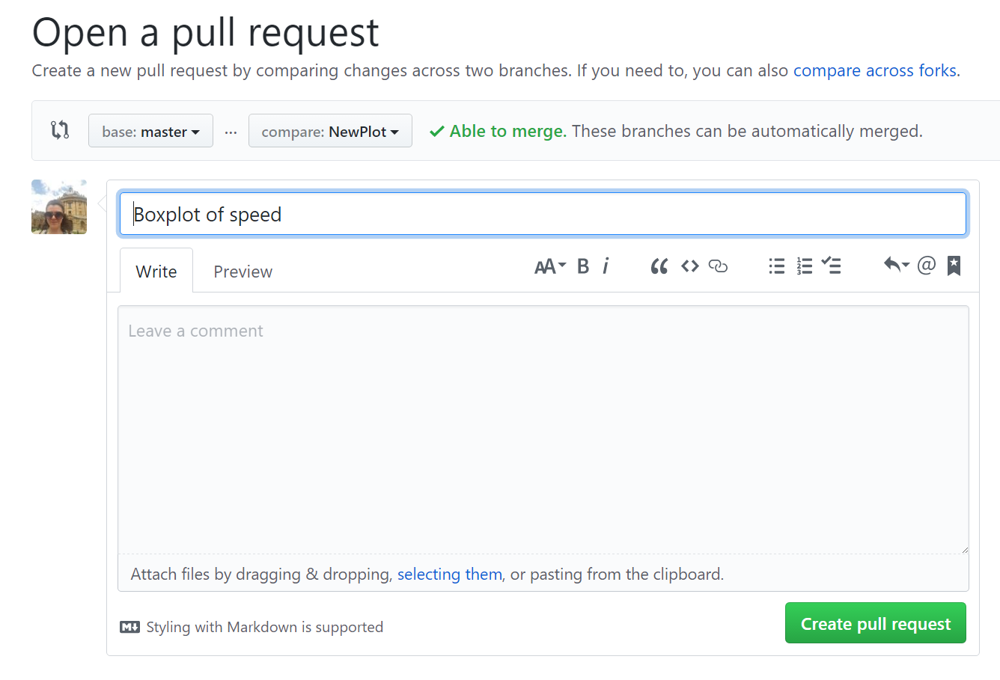 Open a pull request
Create a new pull request by comparing changes across two branches. If you need to, you can also compare across forks.
base: master ... compare: NewPlot ✓ Able to merge. These branches can be automatically merged.
Boxplot of speed
Write Preview AA B i
Leave a comment
Attach files by dragging & dropping, selecting them, or pasting from the clipboard.
Styling with Markdown is supported
Create pull request